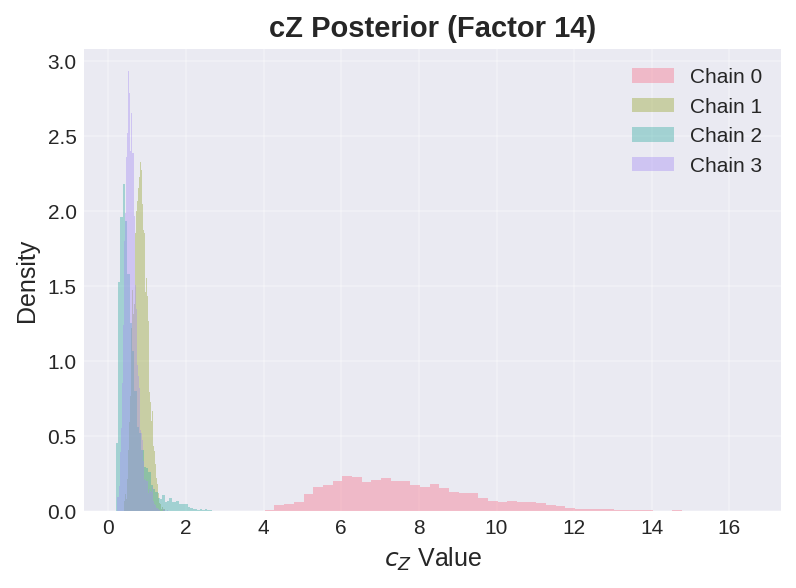 cZ Posterior (Factor 14)
Chain 0
Chain 1
Chain 2
Chain 3
3.0
2.5
2.0
1.5
1.0
0.5
0.0
Density
0 2 4 6 8 10 12 14 16
cZ Value